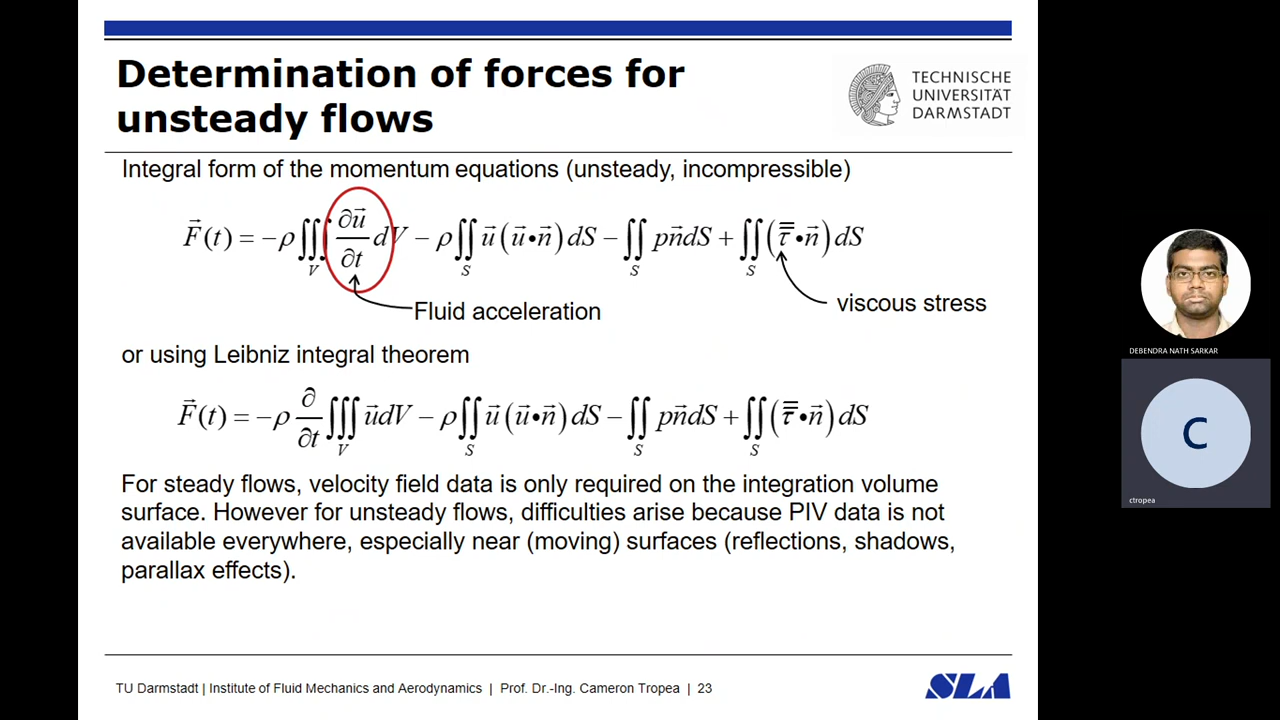 Determination of forces for
unsteady flows
TECHNISCHE
UNIVERSITÄT
DARMSTADT
Integral form of the momentum equations (unsteady, incompressible)
F⃗(t) = −ρ∭_V ∂u⃗/∂t dV − ρ∬_S u⃗(u⃗•n⃗)dS − ∬_S pn⃗dS + ∬_S (τ̿•n⃗)dS
Fluid acceleration
viscous stress
or using Leibniz integral theorem
F⃗(t) = −ρ ∂/∂t ∭_V u⃗dV − ρ∬_S u⃗(u⃗•n⃗)dS − ∬_S pn⃗dS + ∬_S (τ̿•n⃗)dS
For steady flows, velocity field data is only required on the integration volume
surface. However for unsteady flows, difficulties arise because PIV data is not
available everywhere, especially near (moving) surfaces (reflections, shadows,
parallax effects).
TU Darmstadt | Institute of Fluid Mechanics and Aerodynamics | Prof. Dr.-Ing. Cameron Tropea | 23
SLA
DEBENDRA NATH SARKAR
C
ctropea